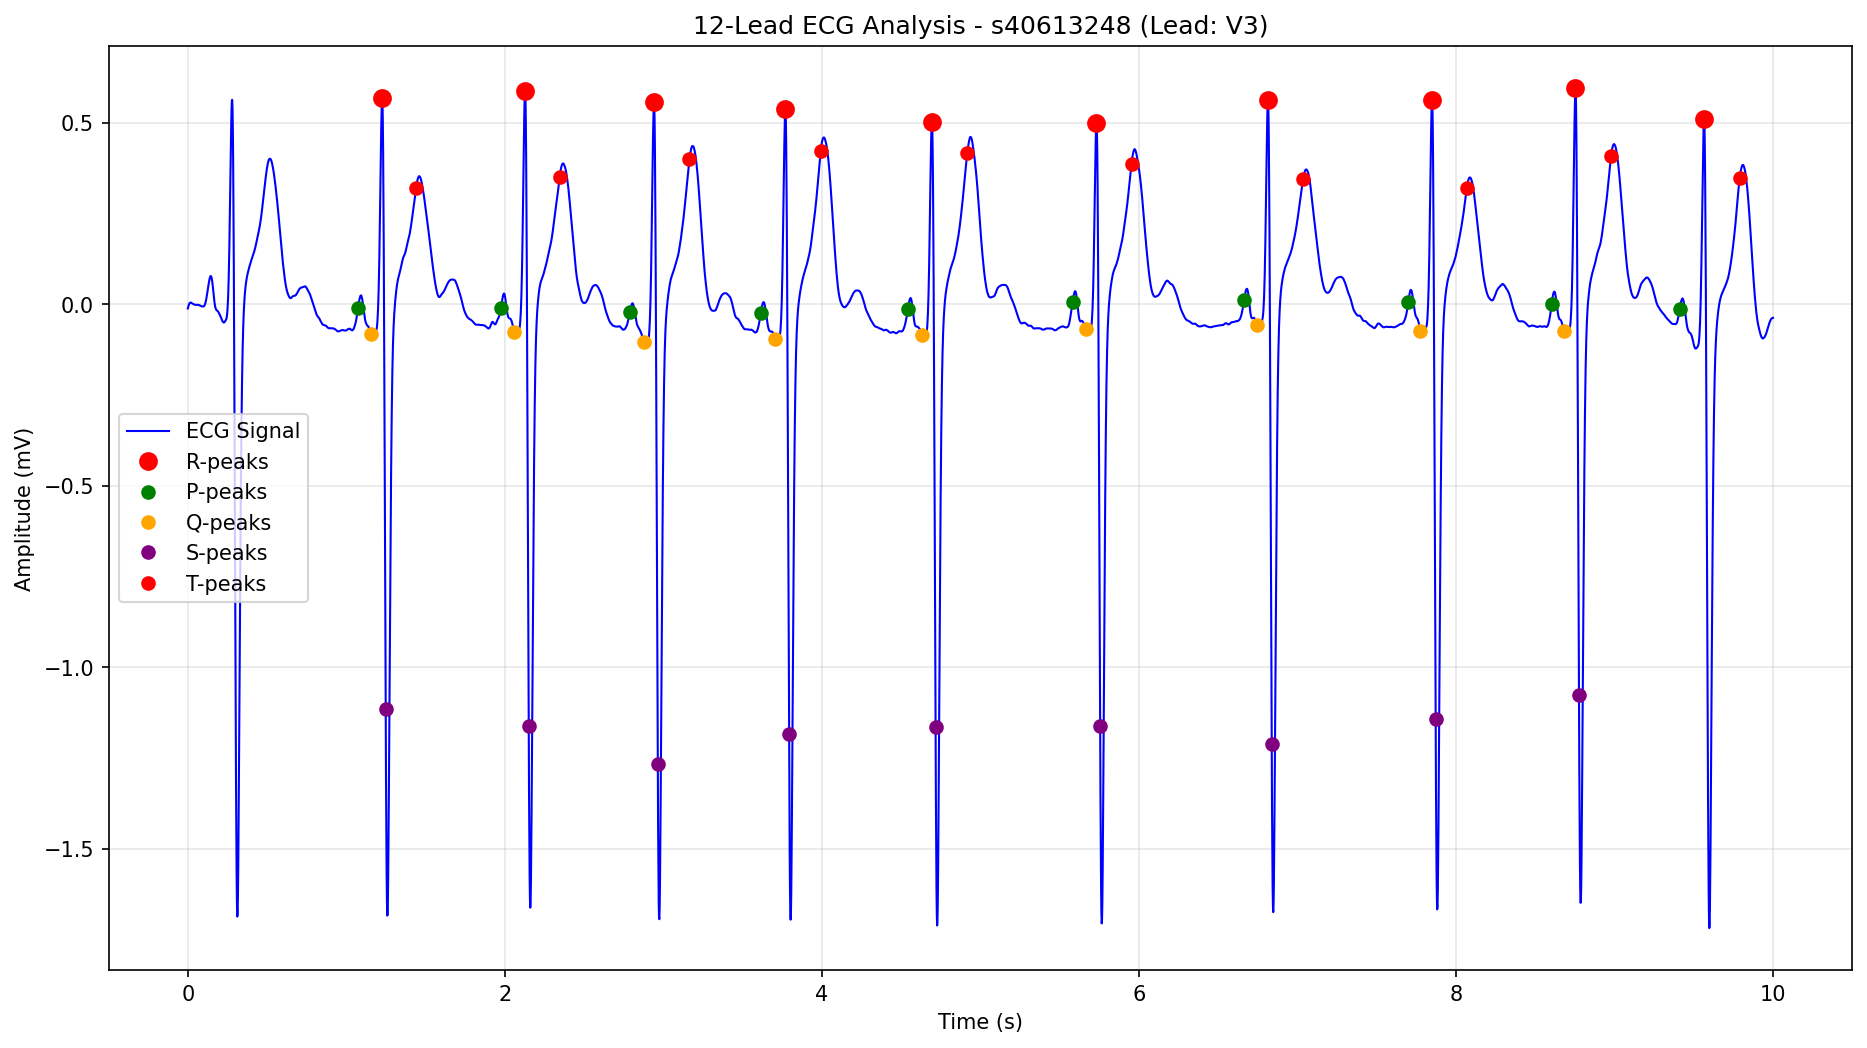 12-Lead ECG Analysis - s40613248 (Lead: V3)
Amplitude (mV)
0.5
0.0
−0.5
−1.0
−1.5
ECG Signal
R-peaks
P-peaks
Q-peaks
S-peaks
T-peaks
0 2 4 6 8 10
Time (s)